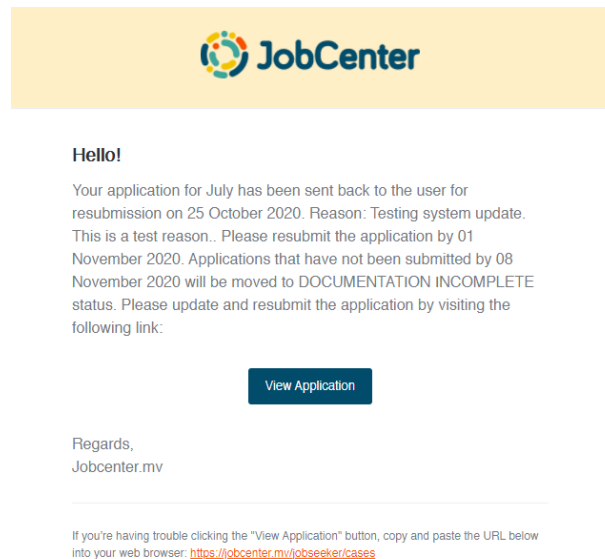 JobCenter
Hello!
Your application for July has been sent back to the user for
resubmission on 25 October 2020. Reason: Testing system update.
This is a test reason.. Please resubmit the application by 01
November 2020. Applications that have not been submitted by 08
November 2020 will be moved to DOCUMENTATION INCOMPLETE
status. Please update and resubmit the application by visiting the
following link:
View Application
Regards,
Jobcenter.mv
If you're having trouble clicking the "View Application" button, copy and paste the URL below
into your web browser: https://jobcenter.mv/jobseeker/cases